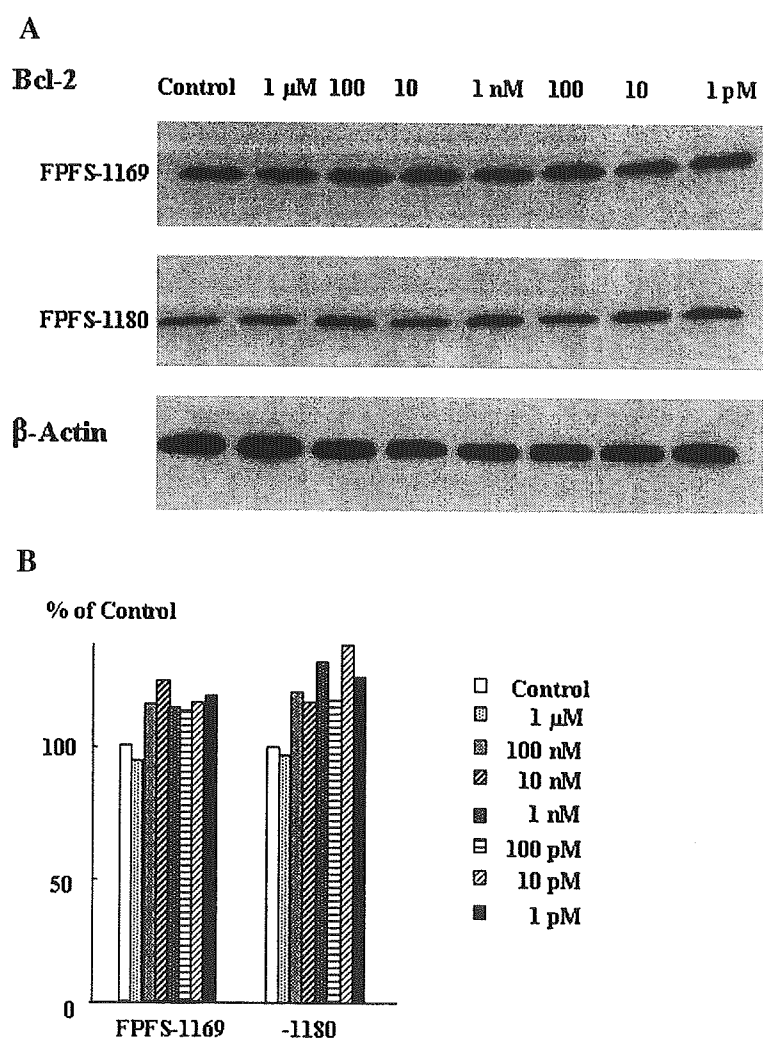 A
Bcl-2 Control 1 μM 100 10 1 nM 100 10 1 pM
FPFS-1169
FPFS-1180
β-Actin
B
% of Control
100
50
0
FPFS-1169 -1180
Control
1 μM
100 nM
10 nM
1 nM
100 pM
10 pM
1 pM